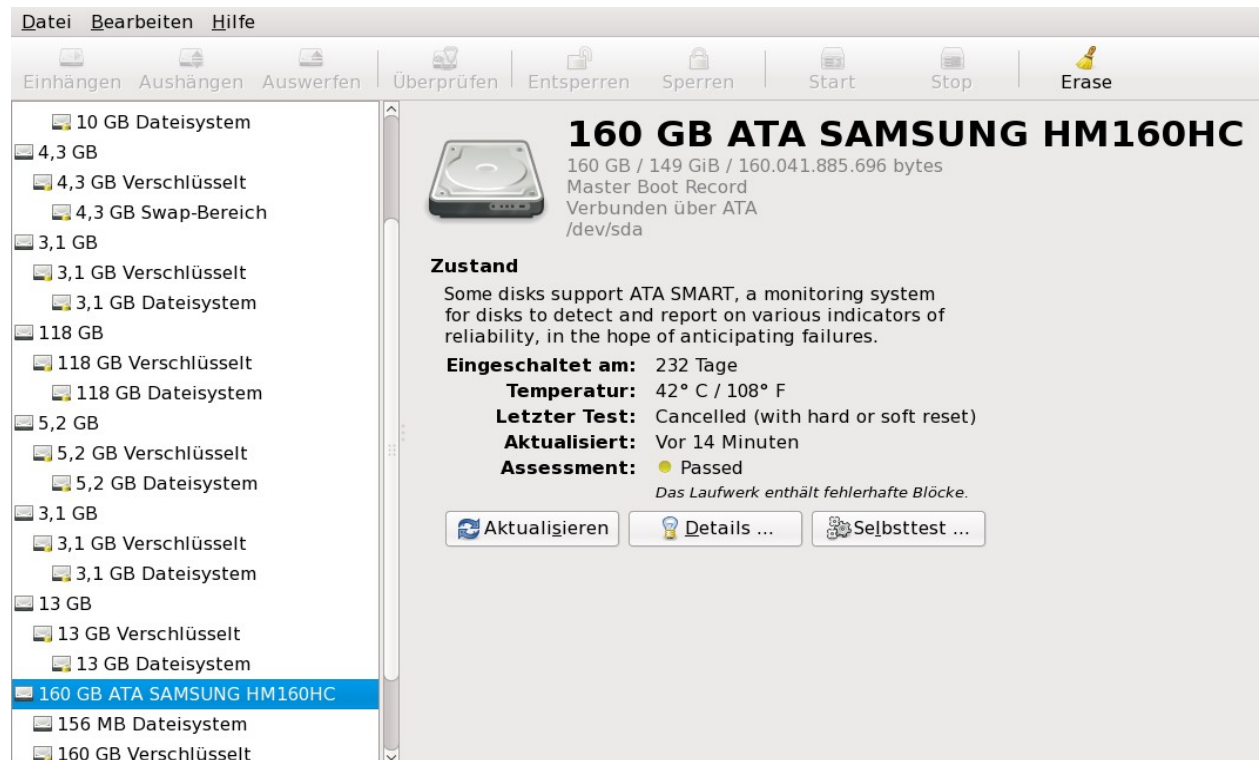 Datei Bearbeiten Hilfe
Einhängen Aushängen Auswerfen Überprüfen Entsperren Sperren Start Stop Erase
10 GB Dateisystem
4,3 GB
4,3 GB Verschlüsselt
4,3 GB Swap-Bereich
3,1 GB
3,1 GB Verschlüsselt
3,1 GB Dateisystem
118 GB
118 GB Verschlüsselt
118 GB Dateisystem
5,2 GB
5,2 GB Verschlüsselt
5,2 GB Dateisystem
3,1 GB
3,1 GB Verschlüsselt
3,1 GB Dateisystem
13 GB
13 GB Verschlüsselt
13 GB Dateisystem
160 GB ATA SAMSUNG HM160HC
156 MB Dateisystem
160 GB Verschlüsselt
160 GB ATA SAMSUNG HM160HC
160 GB / 149 GiB / 160.041.885.696 bytes
Master Boot Record
Verbunden über ATA
/dev/sda
Zustand
Some disks support ATA SMART, a monitoring system
for disks to detect and report on various indicators of
reliability, in the hope of anticipating failures.
Eingeschaltet am: 232 Tage
Temperatur: 42° C / 108° F
Letzter Test: Cancelled (with hard or soft reset)
Aktualisiert: Vor 14 Minuten
Assessment: Passed
Das Laufwerk enthält fehlerhafte Blöcke.
Aktualisieren Details ... Selbsttest ...